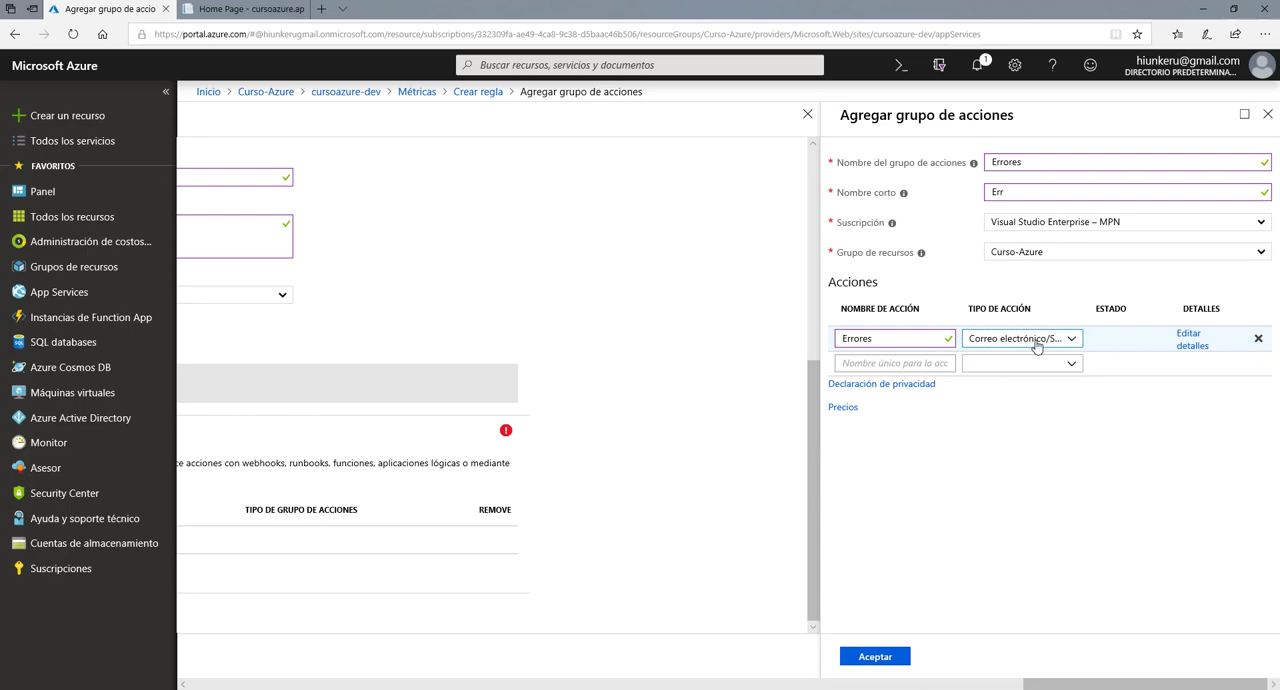 Agregar grupo de accio
Home Page - cursoazure.ap
https://portal.azure.com/#@hiunkerugmail.onmicrosoft.com/resource/subscriptions/332309fa-ae49-4ca8-9c38-d5baac46b506/resourceGroups/Curso-Azure/providers/Microsoft.Web/sites/cursoazure-dev/appServices
Microsoft Azure
Buscar recursos, servicios y documentos
1
hiunkeru@gmail.com
DIRECTORIO PREDETERMINA...
Inicio > Curso-Azure > cursoazure-dev > Métricas > Crear regla > Agregar grupo de acciones
Crear un recurso
Todos los servicios
FAVORITOS
Panel
Todos los recursos
Administración de costos...
Grupos de recursos
App Services
Instancias de Function App
SQL databases
Azure Cosmos DB
Máquinas virtuales
Azure Active Directory
Monitor
Asesor
Security Center
Ayuda y soporte técnico
Cuentas de almacenamiento
Suscripciones
ce acciones con webhooks, runbooks, funciones, aplicaciones lógicas o mediante
TIPO DE GRUPO DE ACCIONES REMOVE
Agregar grupo de acciones
* Nombre del grupo de acciones Errores
* Nombre corto Err
* Suscripción Visual Studio Enterprise – MPN
* Grupo de recursos Curso-Azure
Acciones
NOMBRE DE ACCIÓN TIPO DE ACCIÓN ESTADO DETALLES
Errores Correo electrónico/S... Editar detalles
Nombre único para la acc
Declaración de privacidad
Precios
Aceptar